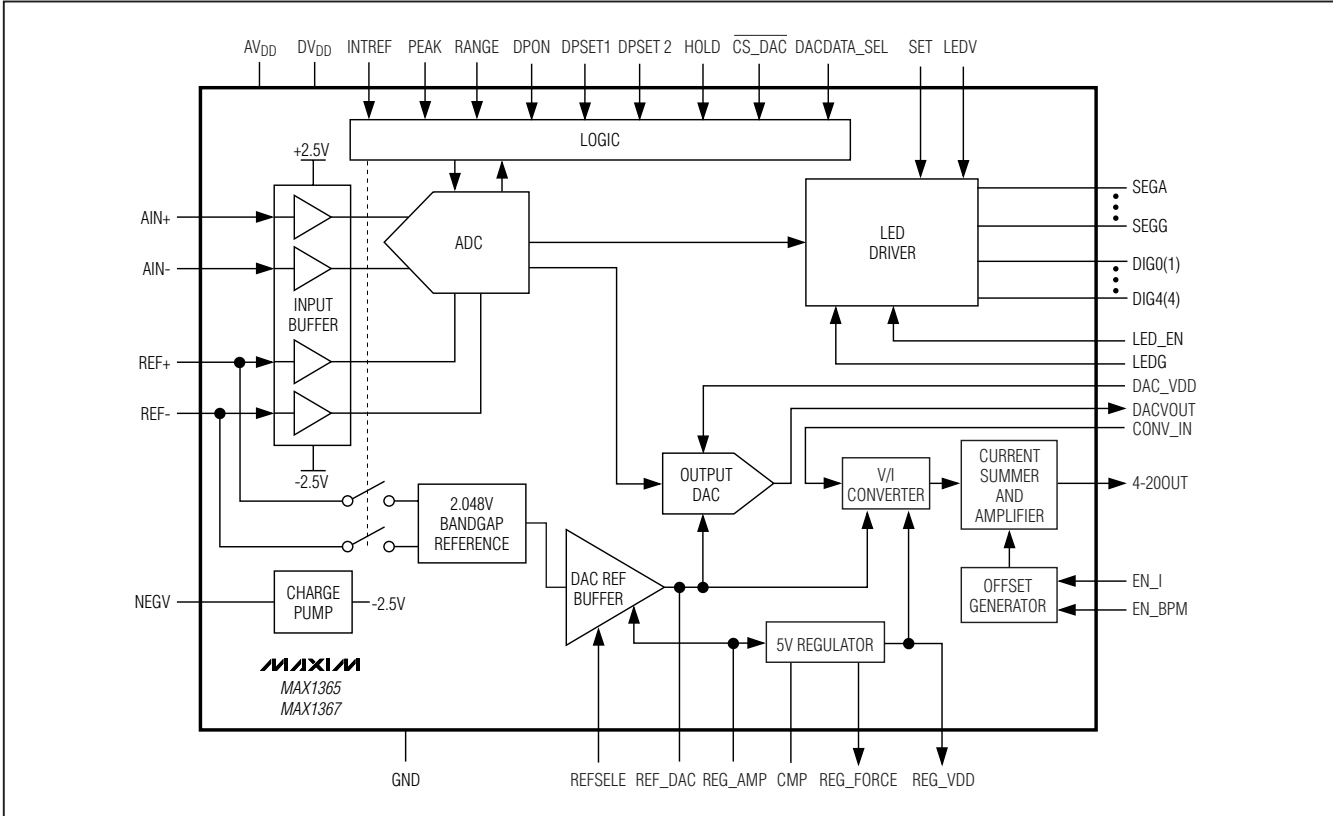 AVDD DVDD INTREF PEAK RANGE DPON DPSET1 DPSET 2 HOLD CS_DAC DACDATA_SEL SET LEDV
LOGIC
+2.5V
AIN+
AIN-
INPUT
BUFFER
REF+
REF-
-2.5V
ADC
LED
DRIVER
SEGA
SEGG
DIG0(1)
DIG4(4)
LED_EN
LEDG
DAC_VDD
DACVOUT
CONV_IN
OUTPUT
DAC
V/I
CONVERTER
CURRENT
SUMMER
AND
AMPLIFIER
4-20OUT
2.048V
BANDGAP
REFERENCE
DAC REF
BUFFER
OFFSET
GENERATOR
EN_I
EN_BPM
NEGV
CHARGE
PUMP
-2.5V
5V REGULATOR
MAXIM
MAX1365
MAX1367
GND REFSELE REF_DAC REG_AMP CMP REG_FORCE REG_VDD